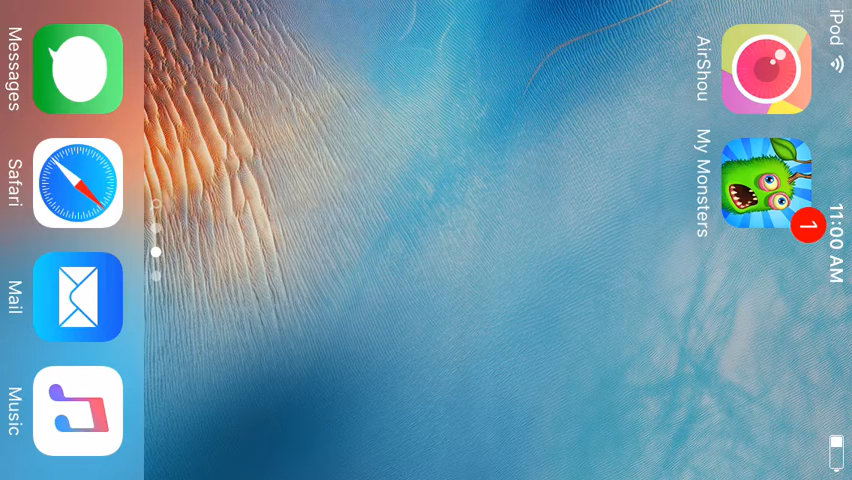 iPod
11:00 AM
AirShou
My Monsters
1
Messages
Safari
Mail
Music